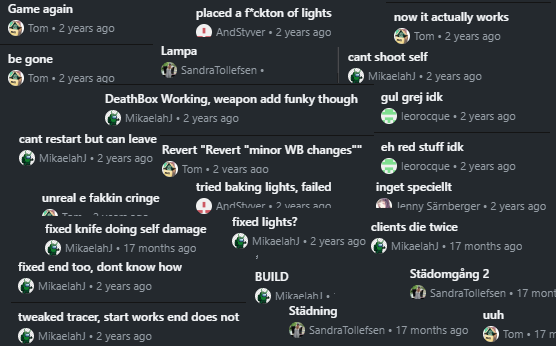 Game again
Tom • 2 years ago
placed a f*ckton of lights
AndStyver • 2 years ago
now it actually works
Tom • 2 years ago
be gone
Tom • 2 years ago
Lampa
SandraTollefsen •
cant shoot self
MikaelahJ • 2 years ago
DeathBox Working, weapon add funky though
MikaelahJ • 2 years ago
gul grej idk
leorocque • 2 years ago
cant restart but can leave
MikaelahJ • 2 years ago
Revert "Revert "minor WB changes""
Tom • 2 years ago
eh red stuff idk
leorocque • 2 years ago
unreal e fakkin cringe
Tom • 2 years ago
tried baking lights, failed
AndStyver • 2 years ago
inget speciellt
Jenny Särnberger • 2 years ago
fixed knife doing self damage
MikaelahJ • 17 months ago
fixed lights?
MikaelahJ • 2 years ago
clients die twice
MikaelahJ • 17 months ago
fixed end too, dont know how
MikaelahJ • 2 years ago
BUILD
MikaelahJ •
Städomgång 2
SandraTollefsen • 17 mont
tweaked tracer, start works end does not
MikaelahJ • 2 years ago
Städning
SandraTollefsen • 17 months ago
uuh
Tom • 17 m